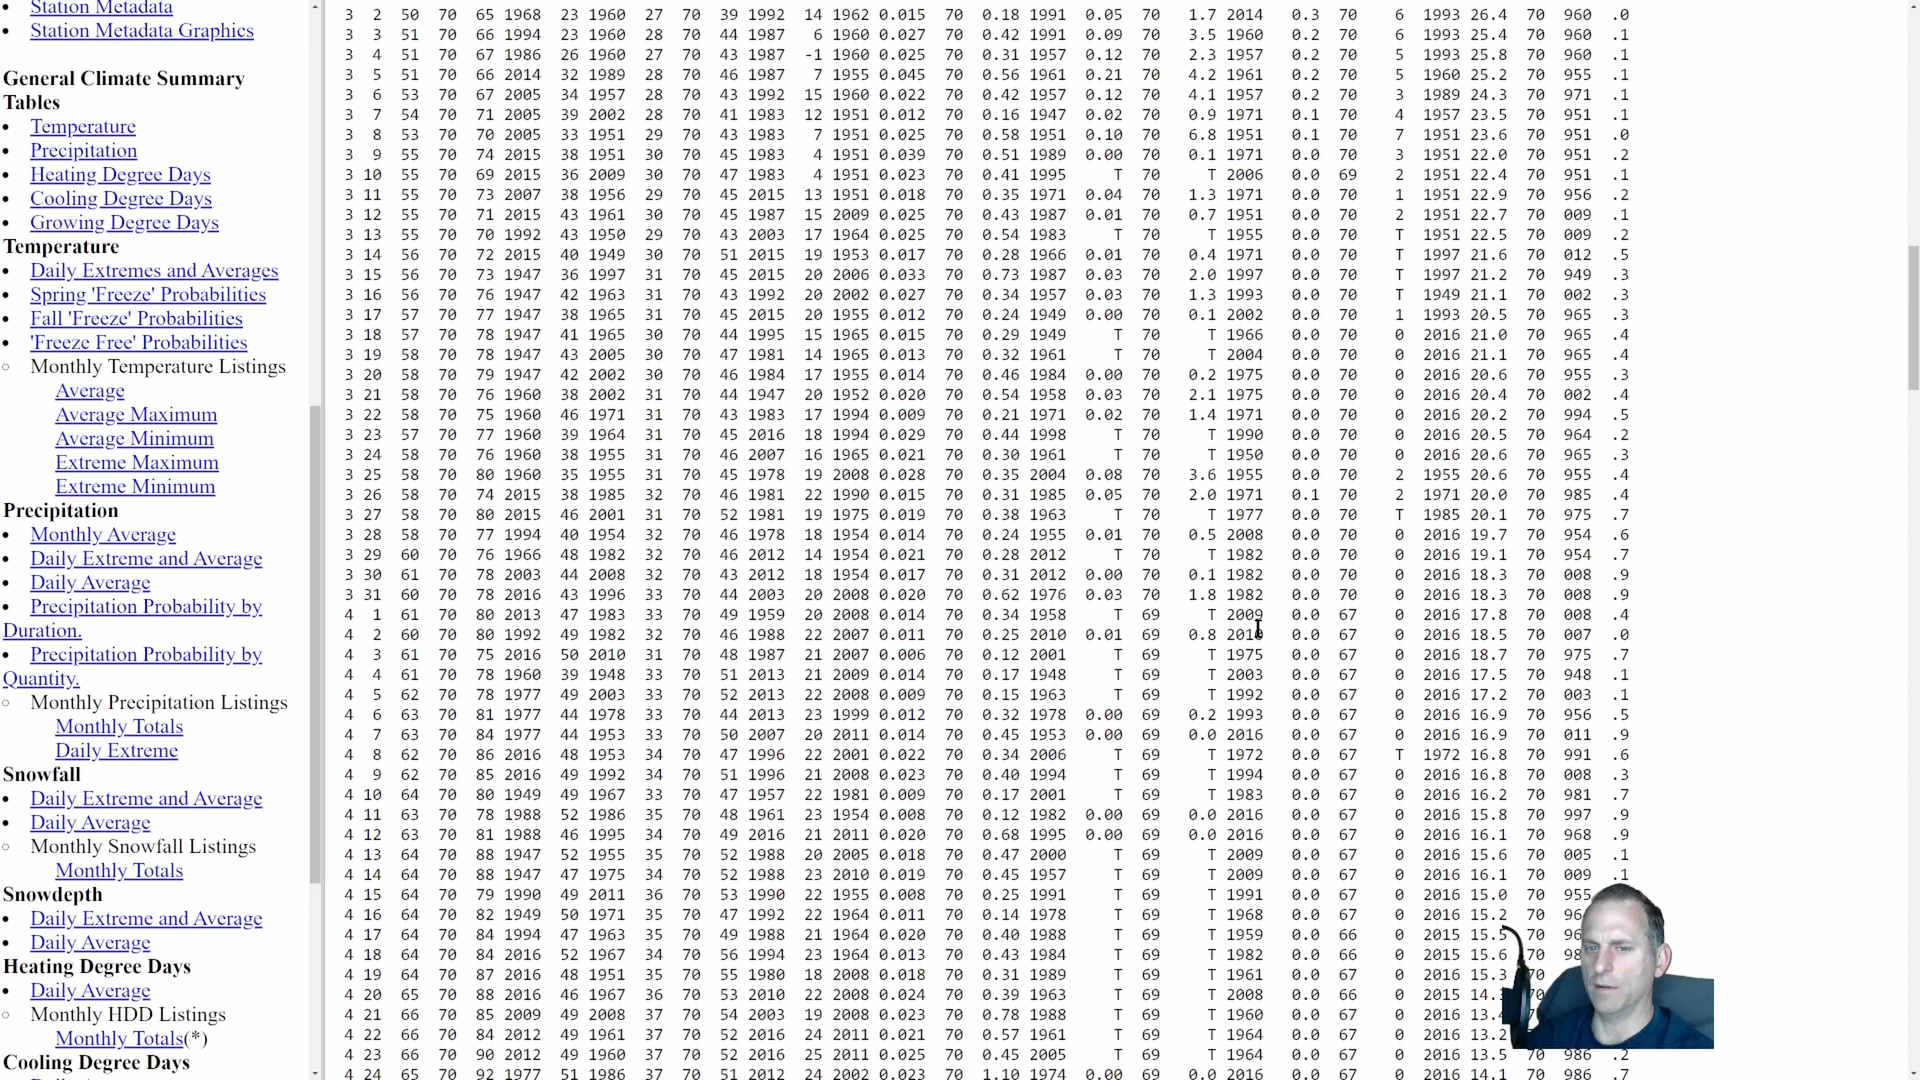 Station Metadata
Station Metadata Graphics
General Climate Summary
Tables
Temperature
Precipitation
Heating Degree Days
Cooling Degree Days
Growing Degree Days
Temperature
Daily Extremes and Averages
Spring 'Freeze' Probabilities
Fall 'Freeze' Probabilities
'Freeze Free' Probabilities
Monthly Temperature Listings
Average
Average Maximum
Average Minimum
Extreme Maximum
Extreme Minimum
Precipitation
Monthly Average
Daily Extreme and Average
Daily Average
Precipitation Probability by
Duration.
Precipitation Probability by
Quantity.
Monthly Precipitation Listings
Monthly Totals
Daily Extreme
Snowfall
Daily Extreme and Average
Daily Average
Monthly Snowfall Listings
Monthly Totals
Snowdepth
Daily Extreme and Average
Daily Average
Heating Degree Days
Daily Average
Monthly HDD Listings
Monthly Totals(*)
Cooling Degree Days
3 2 50 70 65 1968 23 1960 27 70 39 1992 14 1962 0.015 70 0.18 1991 0.05 70 1.7 2014 0.3 70 6 1993 26.4 70 960 .0
3 3 51 70 66 1994 23 1960 28 70 44 1987 6 1960 0.027 70 0.42 1991 0.09 70 3.5 1960 0.2 70 6 1993 25.4 70 960 .1
3 4 51 70 67 1986 26 1960 27 70 43 1987 -1 1960 0.025 70 0.31 1957 0.12 70 2.3 1957 0.2 70 5 1993 25.8 70 960 .1
3 5 51 70 66 2014 32 1989 28 70 46 1987 7 1955 0.045 70 0.56 1961 0.21 70 4.2 1961 0.2 70 5 1960 25.2 70 955 .1
3 6 53 70 67 2005 34 1957 28 70 43 1992 15 1960 0.022 70 0.42 1957 0.12 70 4.1 1957 0.2 70 3 1989 24.3 70 971 .1
3 7 54 70 71 2005 39 2002 28 70 41 1983 12 1951 0.012 70 0.16 1947 0.02 70 0.9 1971 0.1 70 4 1957 23.5 70 951 .1
3 8 53 70 70 2005 33 1951 29 70 43 1983 7 1951 0.025 70 0.58 1951 0.10 70 6.8 1951 0.1 70 7 1951 23.6 70 951 .0
3 9 55 70 74 2015 38 1951 30 70 45 1983 4 1951 0.039 70 0.51 1989 0.00 70 0.1 1971 0.0 70 3 1951 22.0 70 951 .2
3 10 55 70 69 2015 36 2009 30 70 47 1983 4 1951 0.023 70 0.41 1995 T 70 T 2006 0.0 69 2 1951 22.4 70 951 .1
3 11 55 70 73 2007 38 1956 29 70 45 2015 13 1951 0.018 70 0.35 1971 0.04 70 1.3 1971 0.0 70 1 1951 22.9 70 956 .2
3 12 55 70 71 2015 43 1961 30 70 45 1987 15 2009 0.025 70 0.43 1987 0.01 70 0.7 1951 0.0 70 2 1951 22.7 70 009 .1
3 13 55 70 70 1992 43 1950 29 70 43 2003 17 1964 0.025 70 0.54 1983 T 70 T 1955 0.0 70 T 1951 22.5 70 009 .2
3 14 56 70 72 2015 40 1949 30 70 51 2015 19 1953 0.017 70 0.28 1966 0.01 70 0.4 1971 0.0 70 T 1997 21.6 70 012 .5
3 15 56 70 73 1947 36 1997 31 70 45 2015 20 2006 0.033 70 0.73 1987 0.03 70 2.0 1997 0.0 70 T 1997 21.2 70 949 .3
3 16 56 70 76 1947 42 1963 31 70 43 1992 20 2002 0.027 70 0.34 1957 0.03 70 1.3 1993 0.0 70 T 1949 21.1 70 002 .3
3 17 57 70 77 1947 38 1965 31 70 45 2015 20 1955 0.012 70 0.24 1949 0.00 70 0.1 2002 0.0 70 1 1993 20.5 70 965 .3
3 18 57 70 78 1947 41 1965 30 70 44 1995 15 1965 0.015 70 0.29 1949 T 70 T 1966 0.0 70 0 2016 21.0 70 965 .4
3 19 58 70 78 1947 43 2005 30 70 47 1981 14 1965 0.013 70 0.32 1961 T 70 T 2004 0.0 70 0 2016 21.1 70 965 .4
3 20 58 70 79 1947 42 2002 30 70 46 1984 17 1955 0.014 70 0.46 1984 0.00 70 0.2 1975 0.0 70 0 2016 20.6 70 955 .3
3 21 58 70 76 1960 38 2002 31 70 44 1947 20 1952 0.020 70 0.54 1958 0.03 70 2.1 1975 0.0 70 0 2016 20.4 70 002 .4
3 22 58 70 75 1960 46 1971 31 70 43 1983 17 1994 0.009 70 0.21 1971 0.02 70 1.4 1971 0.0 70 0 2016 20.2 70 994 .5
3 23 57 70 77 1960 39 1964 31 70 45 2016 18 1994 0.029 70 0.44 1998 T 70 T 1990 0.0 70 0 2016 20.5 70 964 .2
3 24 58 70 76 1960 38 1955 31 70 46 2007 16 1965 0.021 70 0.30 1961 T 70 T 1950 0.0 70 0 2016 20.6 70 965 .3
3 25 58 70 80 1960 35 1955 31 70 45 1978 19 2008 0.028 70 0.35 2004 0.08 70 3.6 1955 0.0 70 2 1955 20.6 70 955 .4
3 26 58 70 74 2015 38 1985 32 70 46 1981 22 1990 0.015 70 0.31 1985 0.05 70 2.0 1971 0.1 70 2 1971 20.0 70 985 .4
3 27 58 70 80 2015 46 2001 31 70 52 1981 19 1975 0.019 70 0.38 1963 T 70 T 1977 0.0 70 T 1985 20.1 70 975 .7
3 28 58 70 77 1994 40 1954 32 70 46 1978 18 1954 0.014 70 0.24 1955 0.01 70 0.5 2008 0.0 70 0 2016 19.7 70 954 .6
3 29 60 70 76 1966 48 1982 32 70 46 2012 14 1954 0.021 70 0.28 2012 T 70 T 1982 0.0 70 0 2016 19.1 70 954 .7
3 30 61 70 78 2003 44 2008 32 70 43 2012 18 1954 0.017 70 0.31 2012 0.00 70 0.1 1982 0.0 70 0 2016 18.3 70 008 .9
3 31 60 70 78 2016 43 1996 33 70 44 2003 20 2008 0.020 70 0.62 1976 0.03 70 1.8 1982 0.0 70 0 2016 18.3 70 008 .9
4 1 61 70 80 2013 47 1983 33 70 49 1959 20 2008 0.014 70 0.34 1958 T 69 T 2009 0.0 67 0 2016 17.8 70 008 .4
4 2 60 70 80 1992 49 1982 32 70 46 1988 22 2007 0.011 70 0.25 2010 0.01 69 0.8 2010 0.0 67 0 2016 18.5 70 007 .0
4 3 61 70 75 2016 50 2010 31 70 48 1987 21 2007 0.006 70 0.12 2001 T 69 T 1975 0.0 67 0 2016 18.7 70 975 .7
4 4 61 70 78 1960 39 1948 33 70 51 2013 21 2009 0.014 70 0.17 1948 T 69 T 2003 0.0 67 0 2016 17.5 70 948 .1
4 5 62 70 78 1977 49 2003 33 70 52 2013 22 2008 0.009 70 0.15 1963 T 69 T 1992 0.0 67 0 2016 17.2 70 003 .1
4 6 63 70 81 1977 44 1978 33 70 44 2013 23 1999 0.012 70 0.32 1978 0.00 69 0.2 1993 0.0 67 0 2016 16.9 70 956 .5
4 7 63 70 84 1977 44 1953 33 70 50 2007 20 2011 0.014 70 0.45 1953 0.00 69 0.0 2016 0.0 67 0 2016 16.9 70 011 .9
4 8 62 70 86 2016 48 1953 34 70 47 1996 22 2001 0.022 70 0.34 2006 T 69 T 1972 0.0 67 T 1972 16.8 70 991 .6
4 9 62 70 85 2016 49 1992 34 70 51 1996 21 2008 0.023 70 0.40 1994 T 69 T 1994 0.0 67 0 2016 16.8 70 008 .3
4 10 64 70 80 1949 49 1967 33 70 47 1957 22 1981 0.009 70 0.17 2001 T 69 T 1983 0.0 67 0 2016 16.2 70 981 .7
4 11 63 70 78 1988 52 1986 35 70 48 1961 23 1954 0.008 70 0.12 1982 0.00 69 0.0 2016 0.0 67 0 2016 15.8 70 997 .9
4 12 63 70 81 1988 46 1995 34 70 49 2016 21 2011 0.020 70 0.68 1995 0.00 69 0.0 2016 0.0 67 0 2016 16.1 70 968 .9
4 13 64 70 88 1947 52 1955 35 70 52 1988 20 2005 0.018 70 0.47 2000 T 69 T 2009 0.0 67 0 2016 15.6 70 005 .1
4 14 64 70 88 1947 47 1975 34 70 52 1988 23 2010 0.019 70 0.45 1957 T 69 T 2009 0.0 67 0 2016 16.1 70 009 .1
4 15 64 70 79 1990 49 2011 36 70 53 1990 22 1955 0.008 70 0.25 1991 T 69 T 1991 0.0 67 0 2016 15.0 70 955
4 16 64 70 82 1949 50 1971 35 70 47 1992 22 1964 0.011 70 0.14 1978 T 69 T 1968 0.0 67 0 2016 15.2 70
4 17 64 70 84 1994 47 1963 35 70 49 1988 21 1964 0.020 70 0.40 1988 T 69 T 1959 0.0 66 0 2015 15.5 70
4 18 64 70 84 2016 52 1967 34 70 56 1994 23 1964 0.013 70 0.43 1984 T 69 T 1982 0.0 66 0 2015 15.6 70
4 19 64 70 87 2016 48 1951 35 70 55 1980 18 2008 0.018 70 0.31 1989 T 69 T 1961 0.0 67 0 2016 15.3 70
4 20 65 70 88 2016 46 1967 36 70 53 2010 22 2008 0.024 70 0.39 1963 T 69 T 2008 0.0 66 0 2015
4 21 66 70 85 2009 49 2008 37 70 54 2003 19 2008 0.023 70 0.78 1988 T 69 T 1960 0.0 67 0 2016
4 22 66 70 84 2012 49 1961 37 70 52 2016 24 2011 0.021 70 0.57 1961 T 69 T 1964 0.0 67 0 2016 13.2
4 23 66 70 90 2012 49 1960 37 70 52 2016 25 2011 0.025 70 0.45 2005 T 69 T 1964 0.0 67 0 2016 13.5 70 986 .2
4 24 65 70 92 1977 51 1986 37 70 51 2012 24 2002 0.023 70 1.10 1974 0.00 69 0.0 2016 0.0 67 0 2016 14.1 70 986 .7